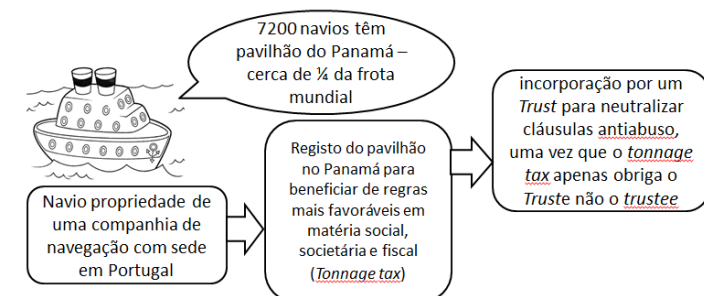 7200 navios têm
pavilhão do Panamá –
cerca de ¼ da frota
mundial
Navio propriedade de
uma companhia de
navegação com sede
em Portugal
Registo do pavilhão
no Panamá para
beneficiar de regras
mais favoráveis em
matéria social,
societária e fiscal
(Tonnage tax)
incorporação por um
Trust para neutralizar
cláusulas antiabuso,
uma vez que o tonnage
tax apenas obriga o
Truste não o trustee